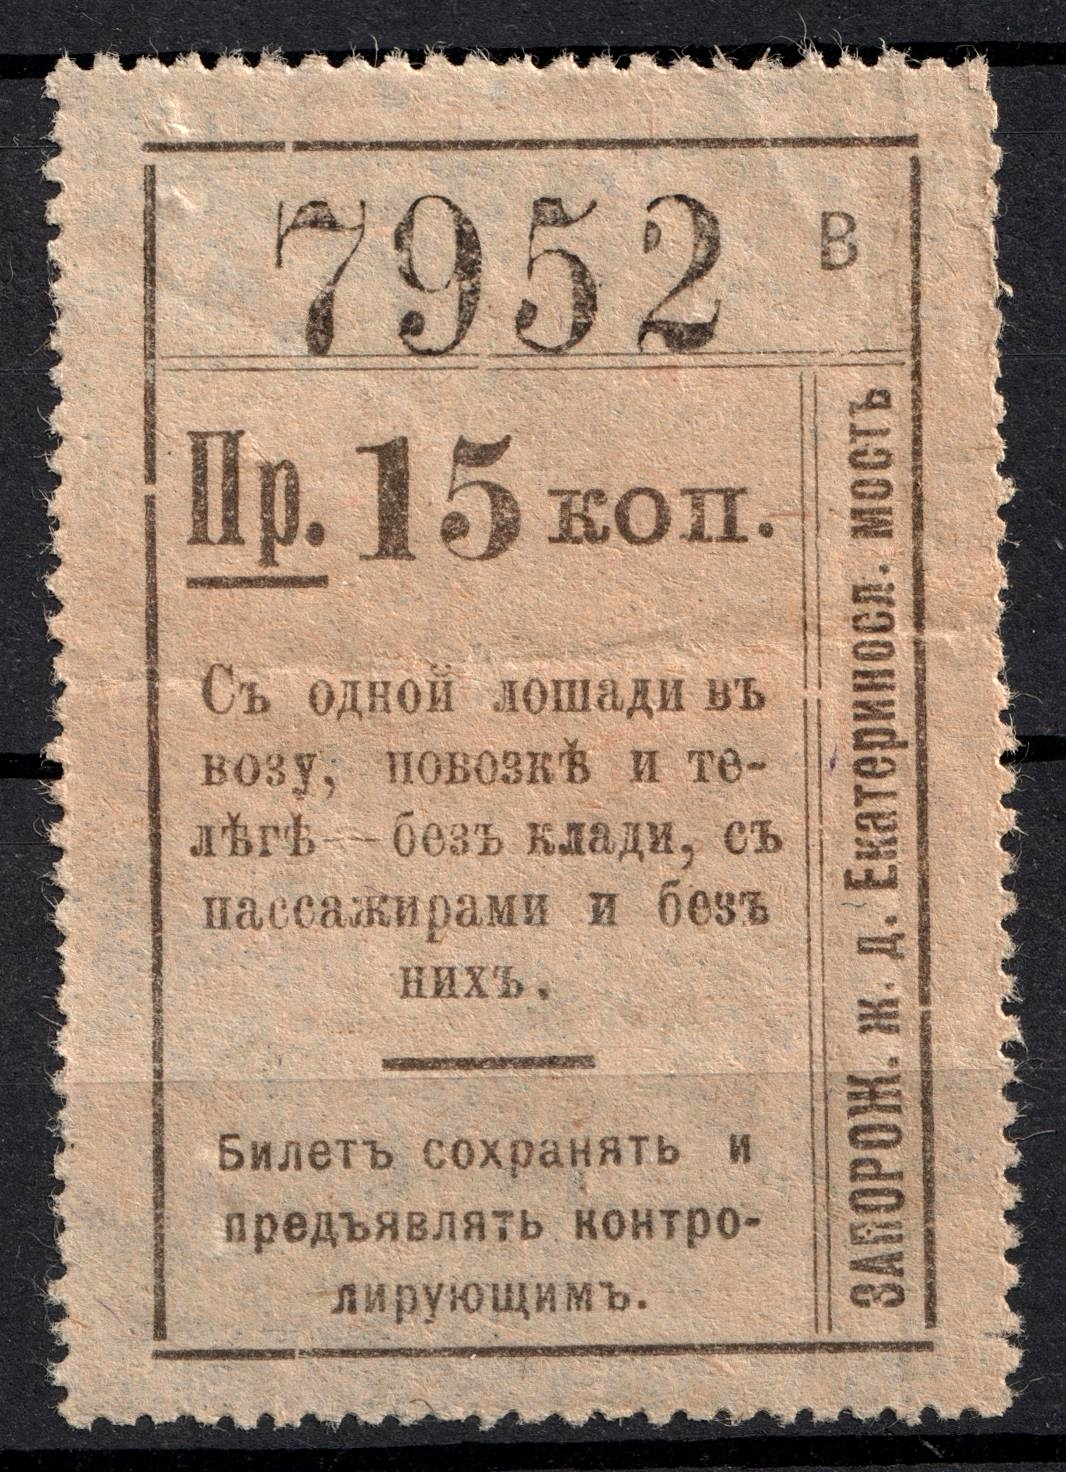 7952 В
Пр. 15 коп.
Съ одной лошади въ
возу, повозкѣ и те-
лѣгѣ—безъ клади, съ
пассажирами и безъ
нихъ.
Билетъ сохранять и
предъявлять контро-
лирующимъ.
ЗАПОРОЖ. Ж. Д. Екатериносл. мостъ